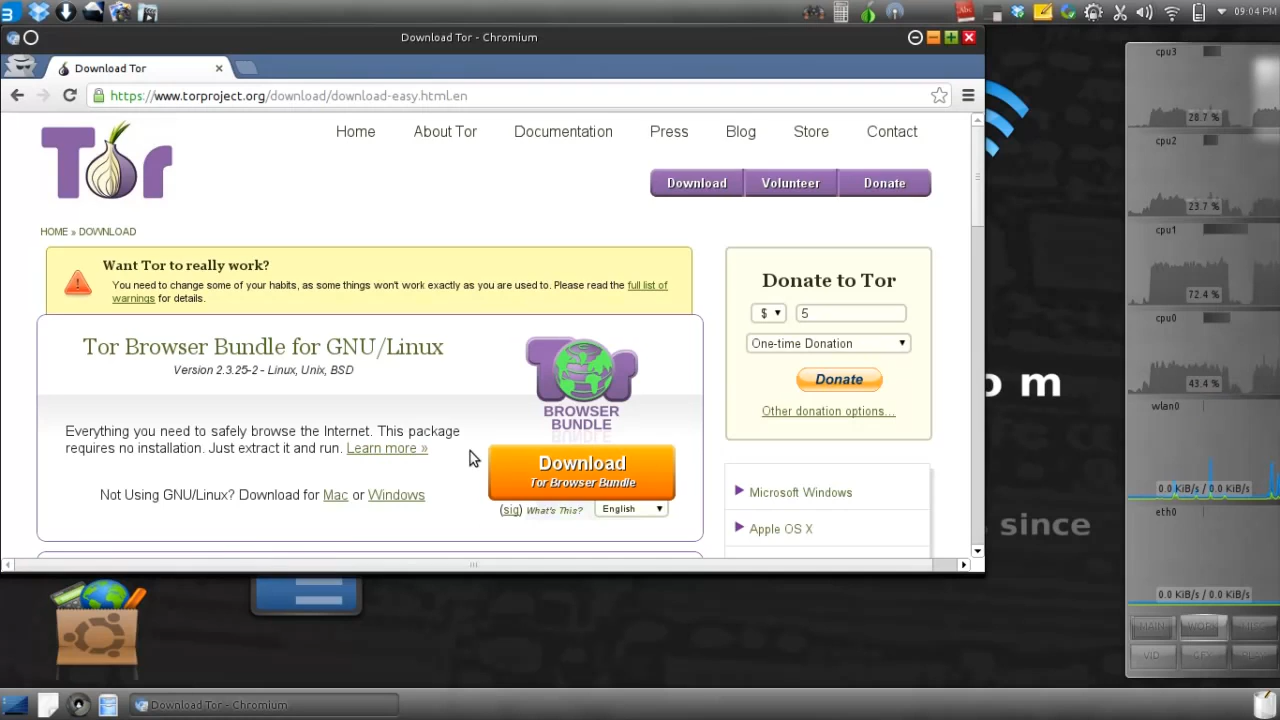 09:04 PM
Download Tor - Chromium
Download Tor
https://www.torproject.org/download/download-easy.html.en
Tor
Home About Tor Documentation Press Blog Store Contact
Download Volunteer Donate
HOME » DOWNLOAD
Want Tor to really work?
You need to change some of your habits, as some things won't work exactly as you are used to. Please read the full list of
warnings for details.
Tor Browser Bundle for GNU/Linux
Version 2.3.25-2 - Linux, Unix, BSD
Everything you need to safely browse the Internet. This package
requires no installation. Just extract it and run. Learn more »
Not Using GNU/Linux? Download for Mac or Windows
Tor
BROWSER
BUNDLE
Download
Tor Browser Bundle
(sig) What's This? English
Donate to Tor
$ 5
One-time Donation
Donate
Other donation options...
Microsoft Windows
Apple OS X
o m
since
cpu3
28.7 %
cpu2
23.7 %
cpu1
72.4 %
cpu0
43.4 %
wlan0
0.0 KiB/s / 0.0 KiB/s
eth0
0.0 KiB/s / 0.0 KiB/s
MAIN WORK
VID
Download Tor - Chromium